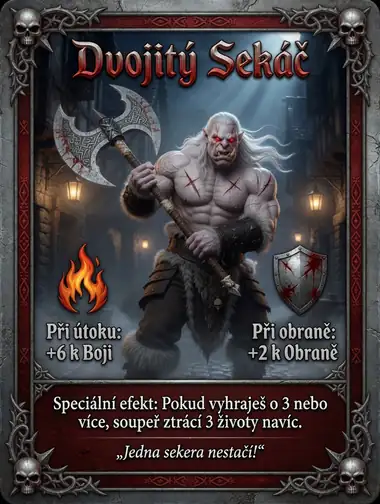 Dvojitý Sekáč
Při útoku:
+6 k Boji
Při obraně:
+2 k Obraně
Speciální efekt: Pokud vyhraješ o 3 nebo
více, soupeř ztrácí 3 životy navíc.
„Jedna sekera nestačí!“